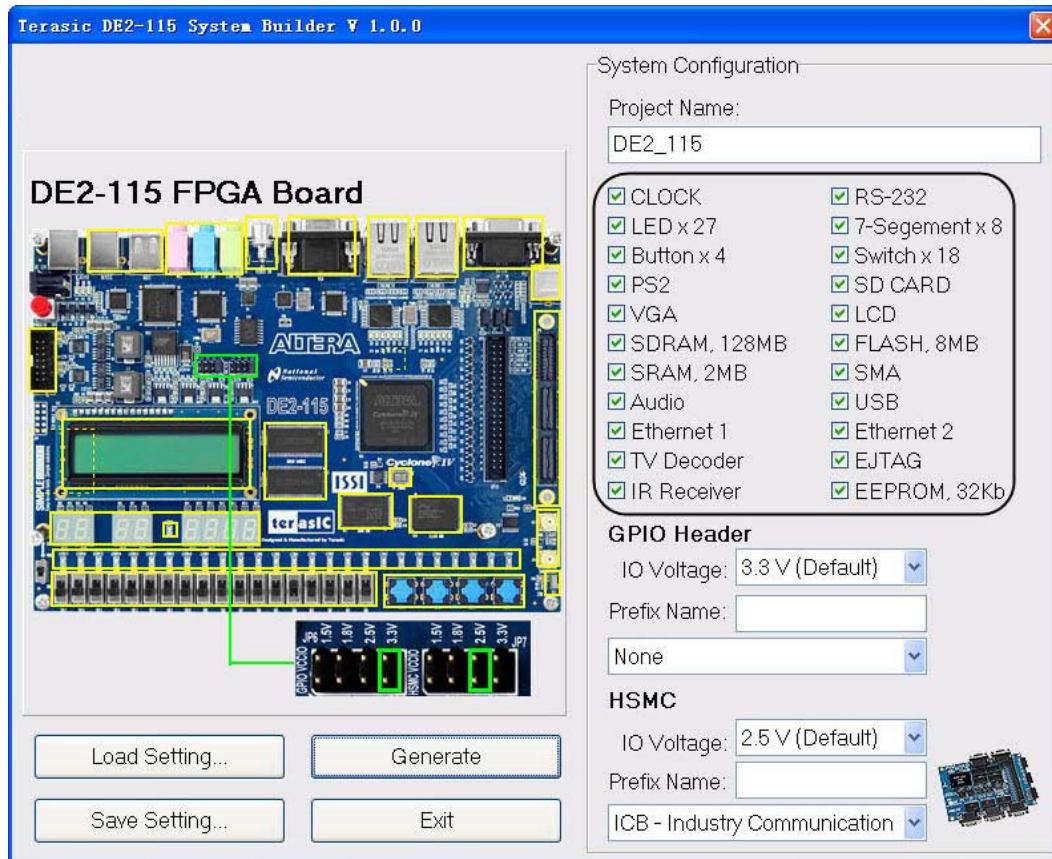 Terasic DE2-115 System Builder V 1.0.0
System Configuration
Project Name:
DE2_115
DE2-115 FPGA Board
CLOCK
RS-232
LED x 27
7-Segement x 8
Button x 4
Switch x 18
PS2
SD CARD
VGA
LCD
SDRAM, 128MB
FLASH, 8MB
SRAM, 2MB
SMA
Audio
USB
Ethernet 1
Ethernet 2
TV Decoder
EJTAG
IR Receiver
EEPROM, 32Kb
ALTERA
National
Semiconductor
DE2-115
ALTERA
Cyclone IV
ISSI
terasIC
JP6 1.5V 1.8V 2.5V 3.3V
GPIO VCCIO
1.5V 1.8V 2.5V 3.3V JP7
HSMC VCCIO
GPIO Header
IO Voltage: 3.3 V (Default)
Prefix Name:
None
HSMC
IO Voltage: 2.5 V (Default)
Prefix Name:
ICB - Industry Communication
Load Setting...
Generate
Save Setting...
Exit